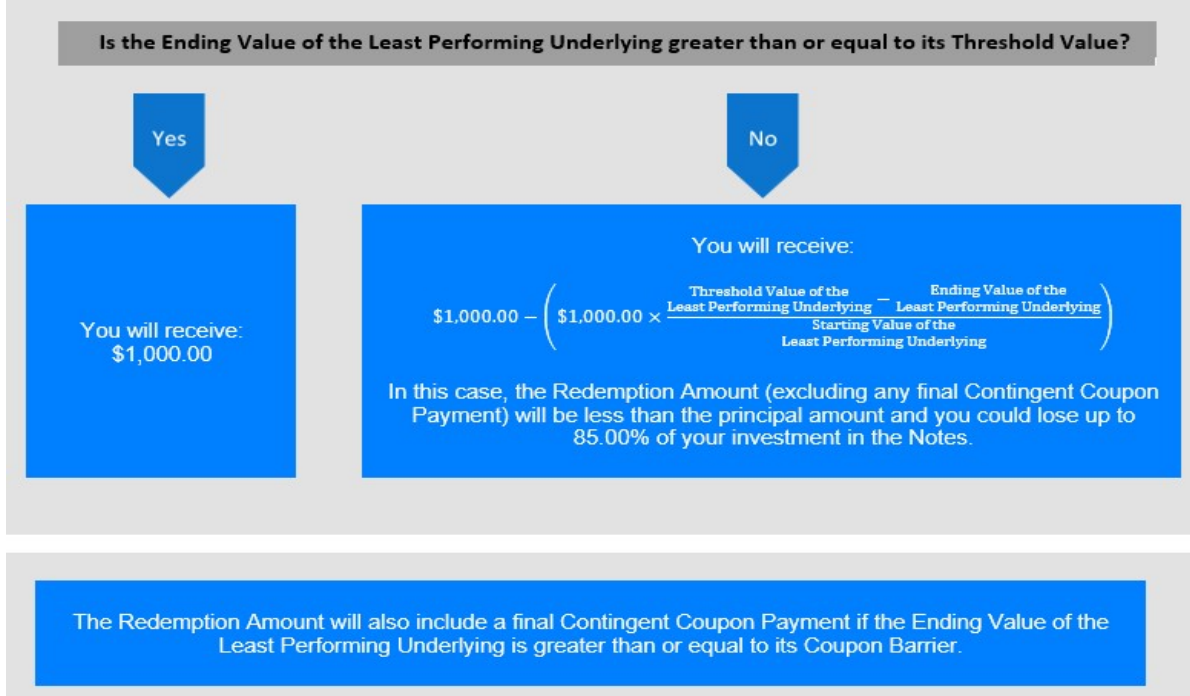 Is the Ending Value of the Least Performing Underlying greater than or equal to its Threshold Value?
Yes
No
You will receive:
$1,000.00
You will receive:
$1,000.00 − ($1,000.00 × (Threshold Value of the Least Performing Underlying − Ending Value of the Least Performing Underlying) / Starting Value of the Least Performing Underlying)
In this case, the Redemption Amount (excluding any final Contingent Coupon
Payment) will be less than the principal amount and you could lose up to
85.00% of your investment in the Notes.
The Redemption Amount will also include a final Contingent Coupon Payment if the Ending Value of the
Least Performing Underlying is greater than or equal to its Coupon Barrier.